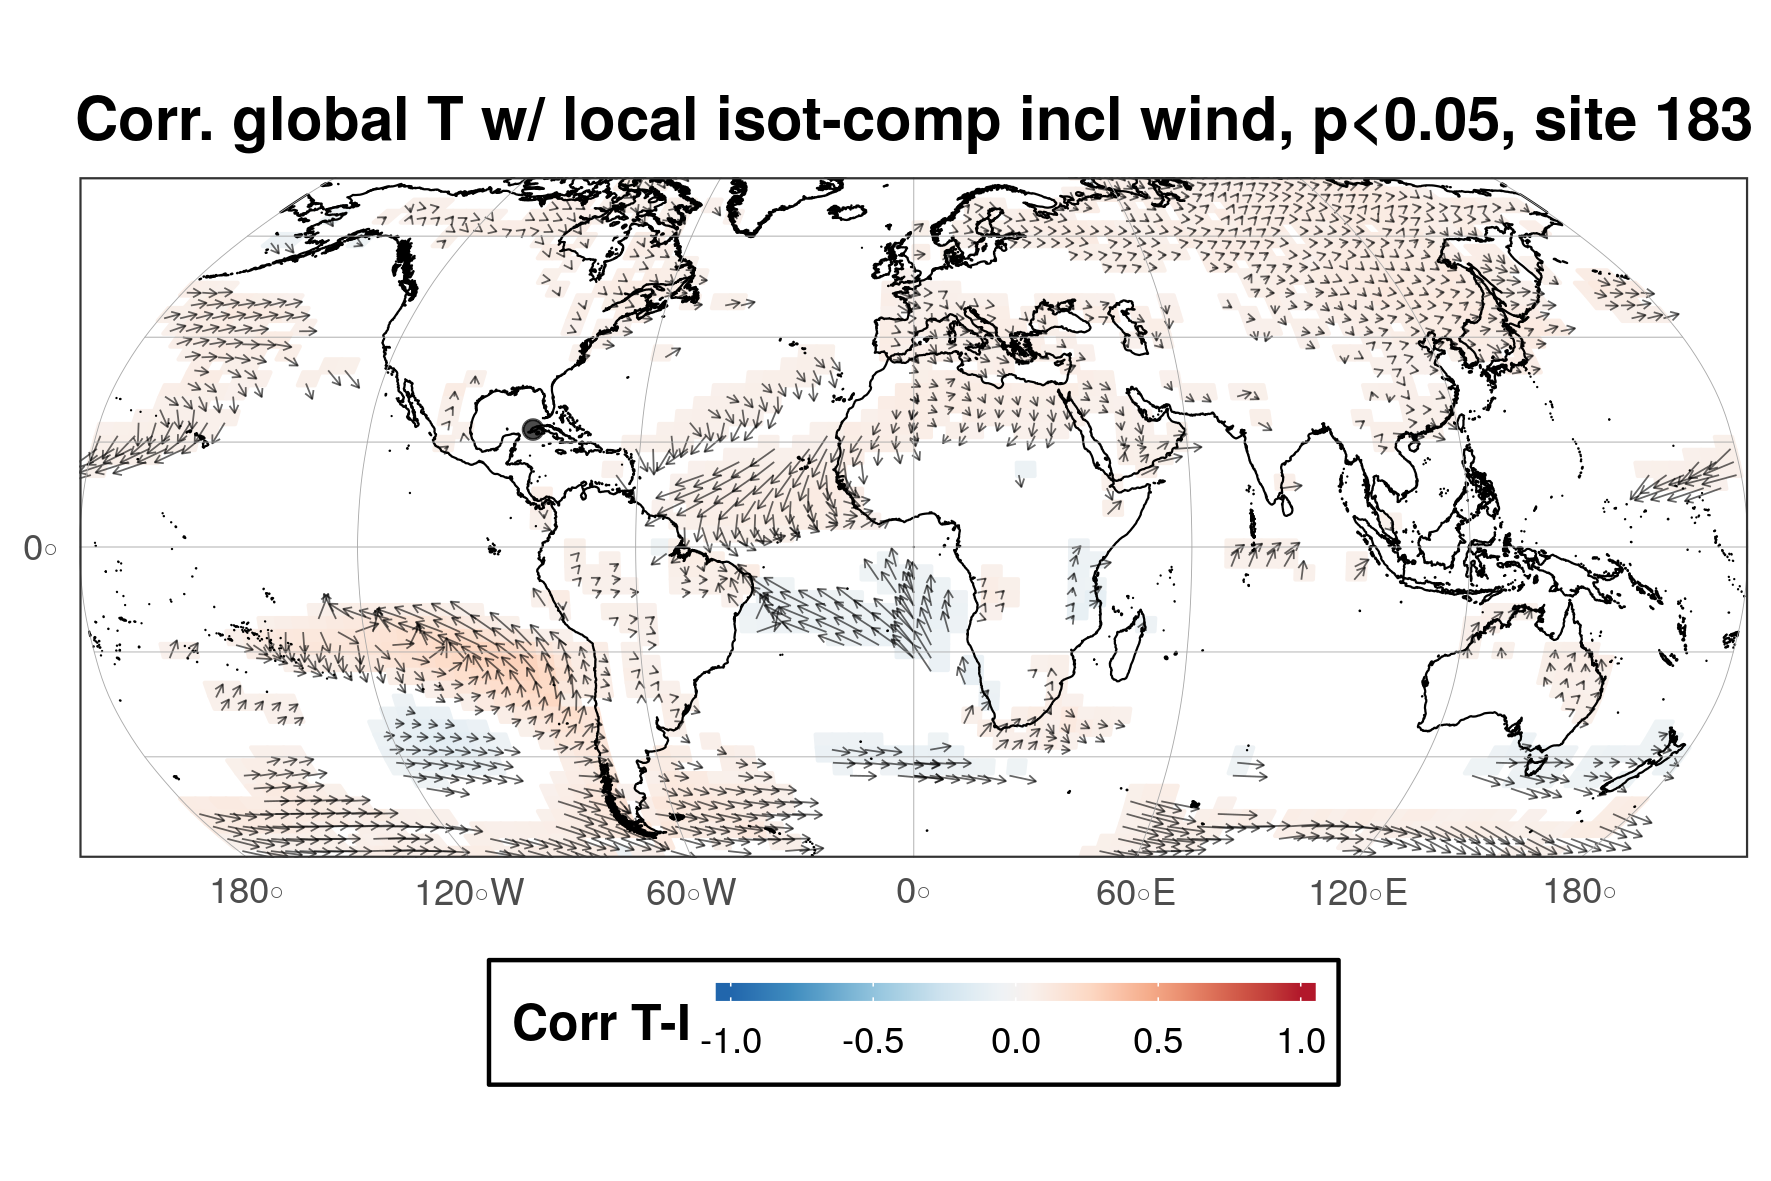 Corr. global T w/ local isot-comp incl wind, p<0.05, site 183
0○
180○ 120○W 60○W 0○ 60○E 120○E 180○
Corr T-I
-1.0 -0.5 0.0 0.5 1.0